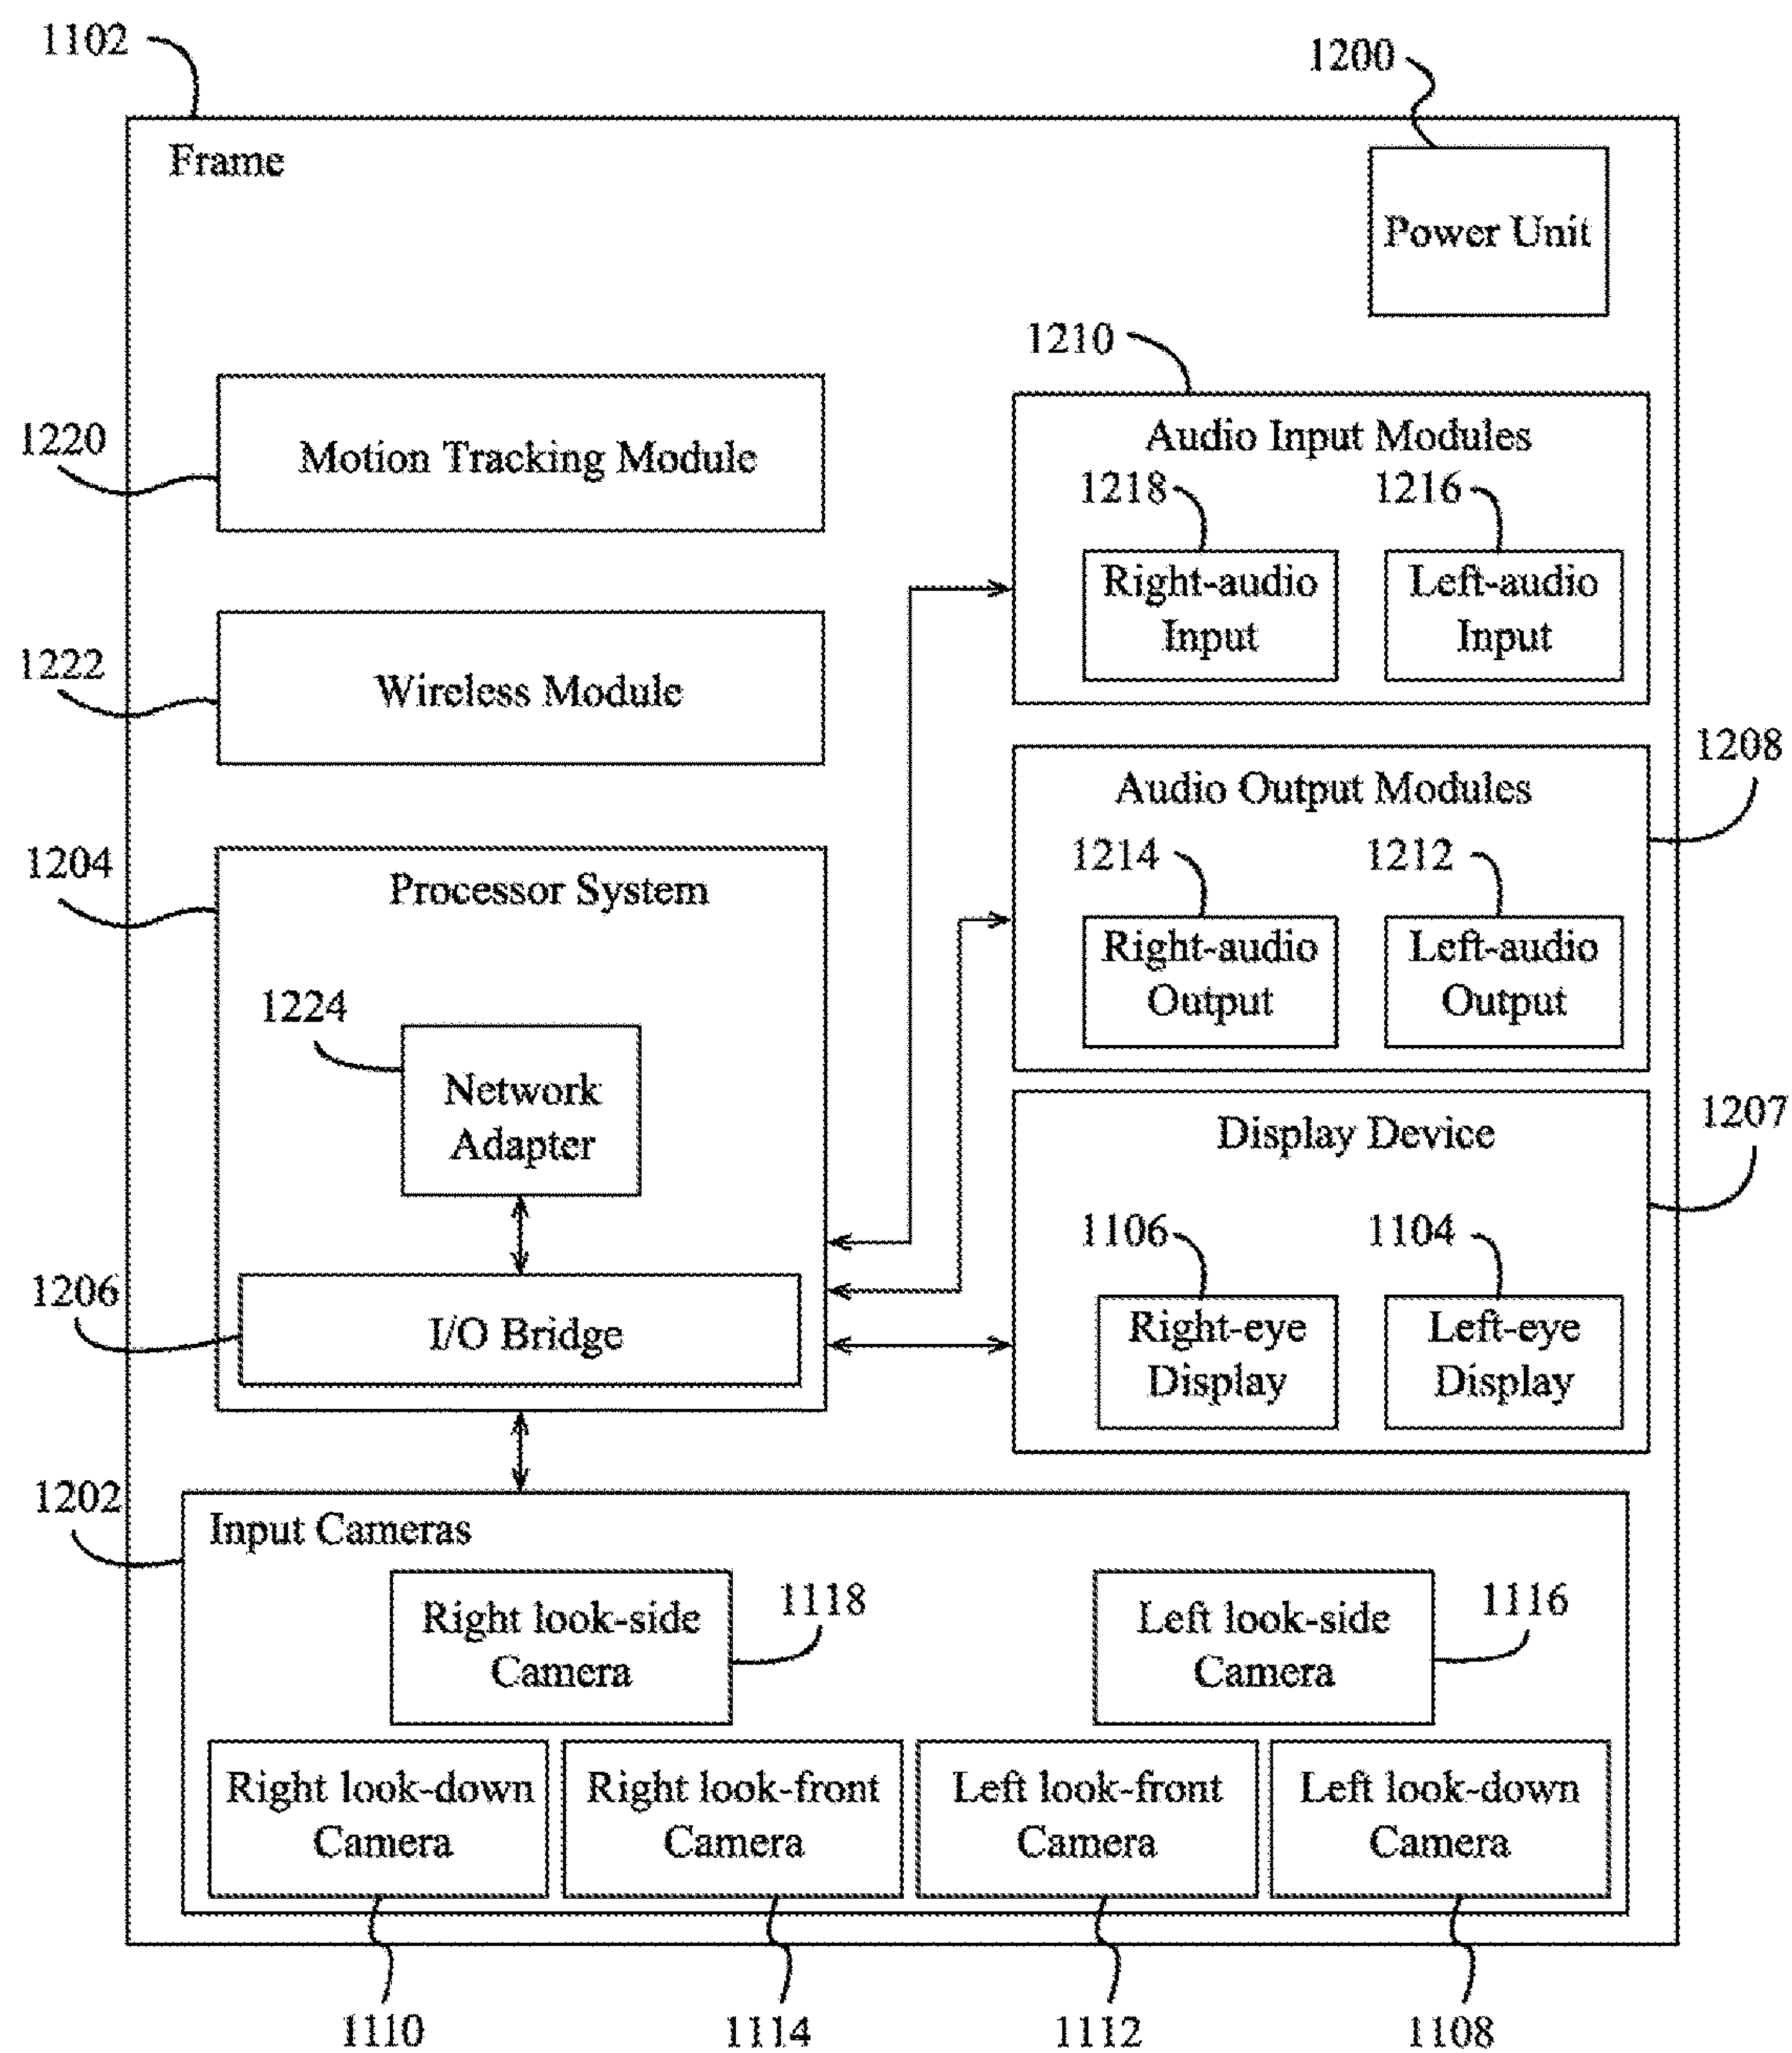 1102
1200
Frame
Power Unit
1210
1220
Motion Tracking Module
Audio Input Modules
1218
1216
Right-audio
Input
Left-audio
Input
1222
Wireless Module
1208
Audio Output Modules
1214
1212
Right-audio
Output
Left-audio
Output
1204
Processor System
1224
Network
Adapter
1207
Display Device
1106
1104
Right-eye
Display
Left-eye
Display
1206
I/O Bridge
1202
Input Cameras
Right look-side
Camera
1118
Left look-side
Camera
1116
Right look-down
Camera
Right look-front
Camera
Left look-front
Camera
Left look-down
Camera
1110
1114
1112
1108